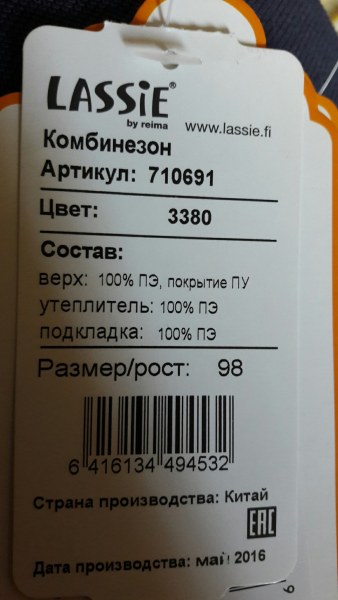 LASSiE®
by reima www.lassie.fi
Комбинезон
Артикул: 710691
Цвет: 3380
Состав:
верх: 100% ПЭ, покрытие ПУ
утеплитель: 100% ПЭ
подкладка: 100% ПЭ
Размер/рост: 98
6 416134 494532
Страна производства: Китай
EAC
Дата производства: май 2016